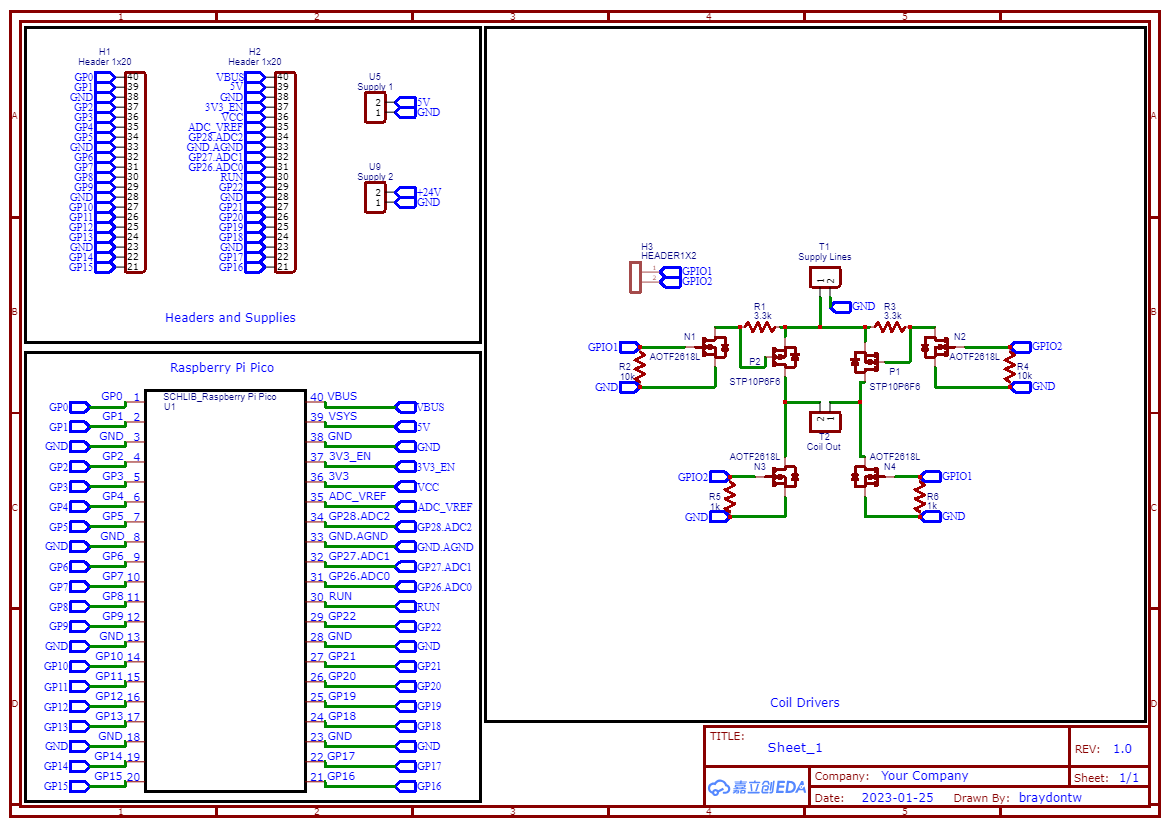 1 2 3 4 5
A B C D
A B C D
1 2 3 4 5
H1
Header 1x20
GP0 40
GP1 39
GND 38
GP2 37
GP3 36
GP4 35
GP5 34
GND 33
GP6 32
GP7 31
GP8 30
GP9 29
GND 28
GP10 27
GP11 26
GP12 25
GP13 24
GND 23
GP14 22
GP15 21
H2
Header 1x20
VBUS 40
5V 39
GND 38
3V3_EN 37
VCC 36
ADC_VREF 35
GP28.ADC2 34
GND.AGND 33
GP27.ADC1 32
GP26.ADC0 31
RUN 30
GP22 29
GND 28
GP21 27
GP20 26
GP19 25
GP18 24
GND 23
GP17 22
GP16 21
U5
Supply 1
2 5V
1 GND
U9
Supply 2
2 +24V
1 GND
Headers and Supplies
Raspberry Pi Pico
SCHLIB_Raspberry Pi Pico
U1
GP0 GP0 1 40 VBUS VBUS
GP1 GP1 2 39 VSYS 5V
GND GND 3 38 GND GND
GP2 GP2 4 37 3V3_EN 3V3_EN
GP3 GP3 5 36 3V3 VCC
GP4 GP4 6 35 ADC_VREF ADC_VREF
GP5 GP5 7 34 GP28.ADC2 GP28.ADC2
GND GND 8 33 GND.AGND GND.AGND
GP6 GP6 9 32 GP27.ADC1 GP27.ADC1
GP7 GP7 10 31 GP26.ADC0 GP26.ADC0
GP8 GP8 11 30 RUN RUN
GP9 GP9 12 29 GP22 GP22
GND GND 13 28 GND GND
GP10 GP10 14 27 GP21 GP21
GP11 GP11 15 26 GP20 GP20
GP12 GP12 16 25 GP19 GP19
GP13 GP13 17 24 GP18 GP18
GND GND 18 23 GND GND
GP14 GP14 19 22 GP17 GP17
GP15 GP15 20 21 GP16 GP16
H3
HEADER1X2
1 GPIO1
2 GPIO2
T1
Supply Lines
1 2
GND
R1
3.3k
R3
3.3k
GPIO1
N1
AOTF2618L
R2
10k
GND
P2
STP10P6F6
P1
STP10P6F6
N2
AOTF2618L
GPIO2
R4
10k
GND
2 1
T2
Coil Out
AOTF2618L
N3
GPIO2
R5
1k
GND
AOTF2618L
N4
GPIO1
R6
1k
GND
Coil Drivers
TITLE:
Sheet_1
REV: 1.0
嘉立创EDA
Company: Your Company
Sheet: 1/1
Date: 2023-01-25 Drawn By: braydontw